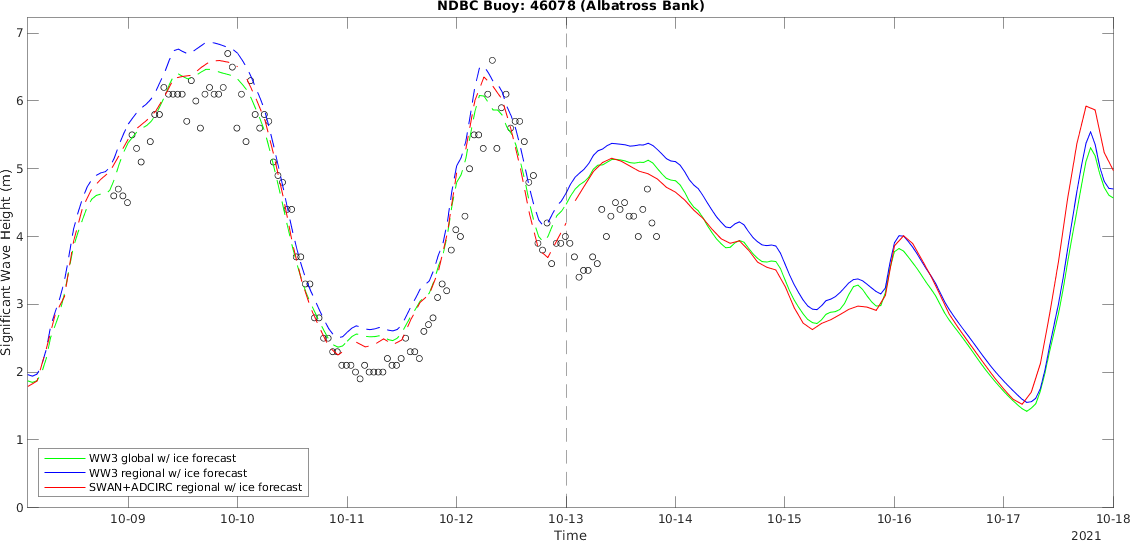 NDBC Buoy: 46078 (Albatross Bank)
7
6
5
4
3
2
1
0
Significant Wave Height (m)
WW3 global w/ ice forecast
WW3 regional w/ ice forecast
SWAN+ADCIRC regional w/ ice forecast
10-09 10-10 10-11 10-12 10-13 10-14 10-15 10-16 10-17 10-18
Time
2021